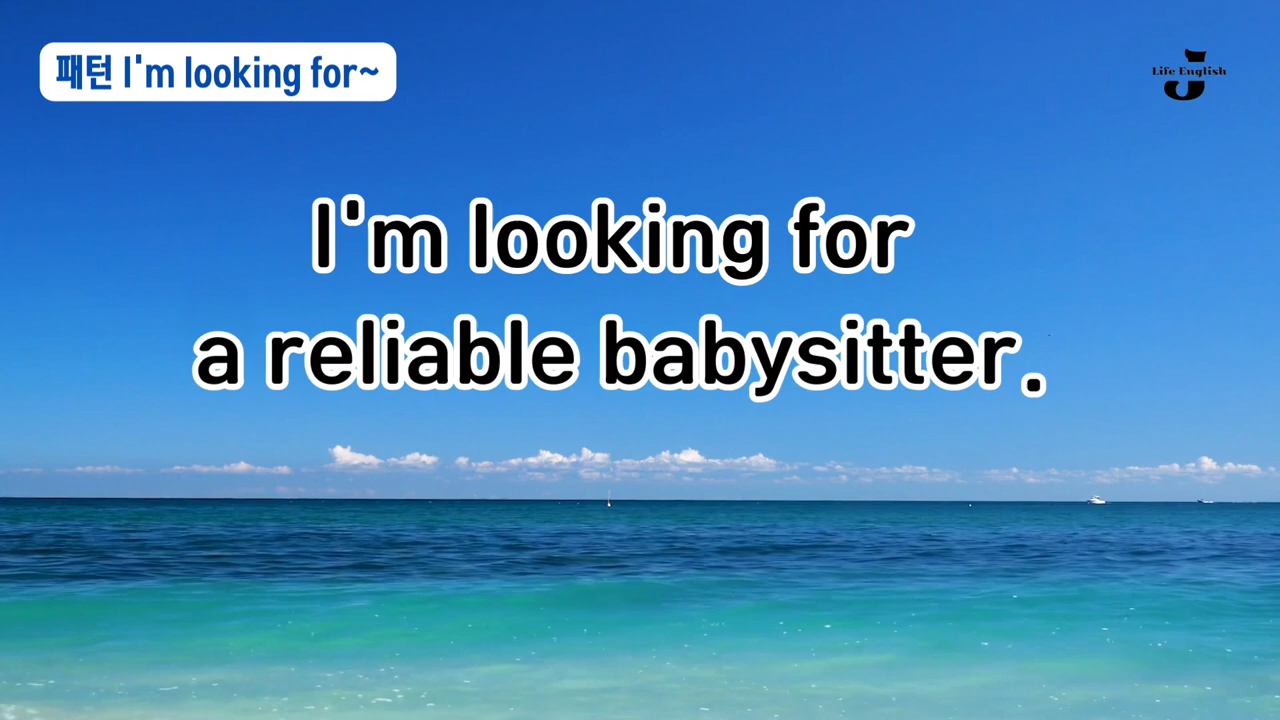 패턴 I'm looking for~
Life English
J
I'm looking for
a reliable babysitter.